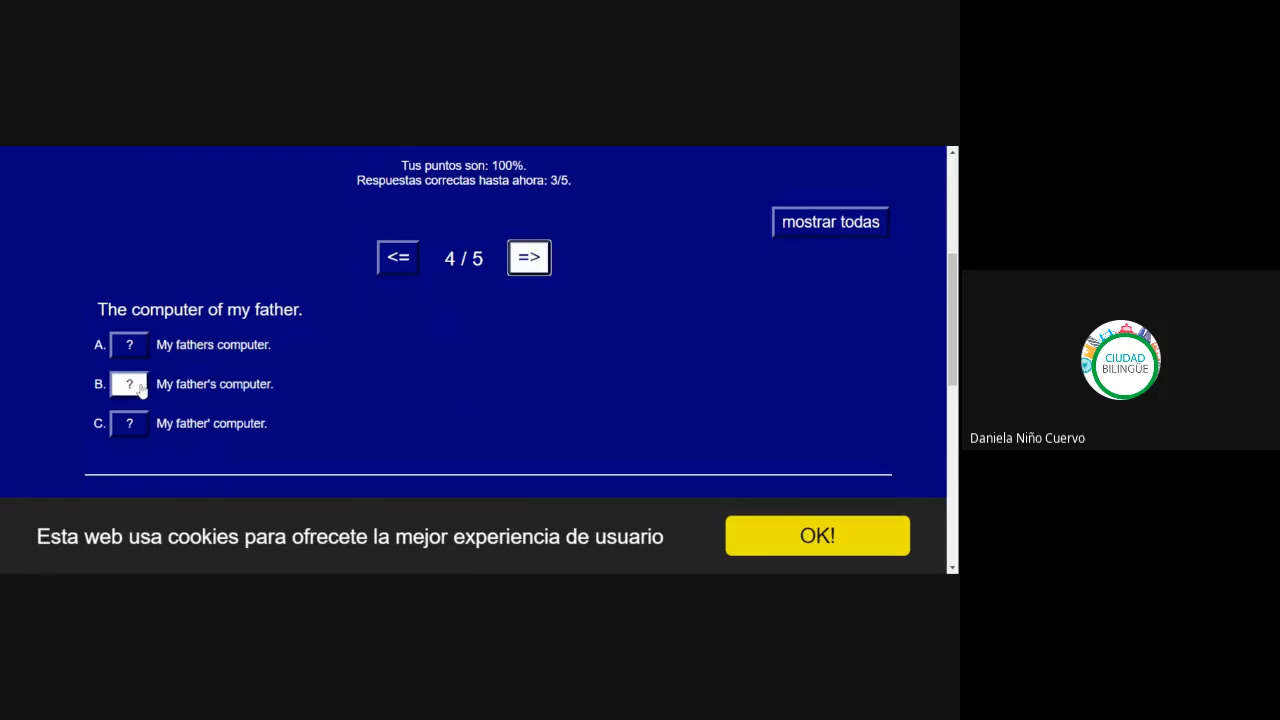 Tus puntos son: 100%.
Respuestas correctas hasta ahora: 3/5.
mostrar todas
<= 4 / 5 =>
The computer of my father.
A. ? My fathers computer.
B. ? My father's computer.
C. ? My father' computer.
Esta web usa cookies para ofrecete la mejor experiencia de usuario
OK!
CIUDAD
BILINGÜE
Daniela Niño Cuervo